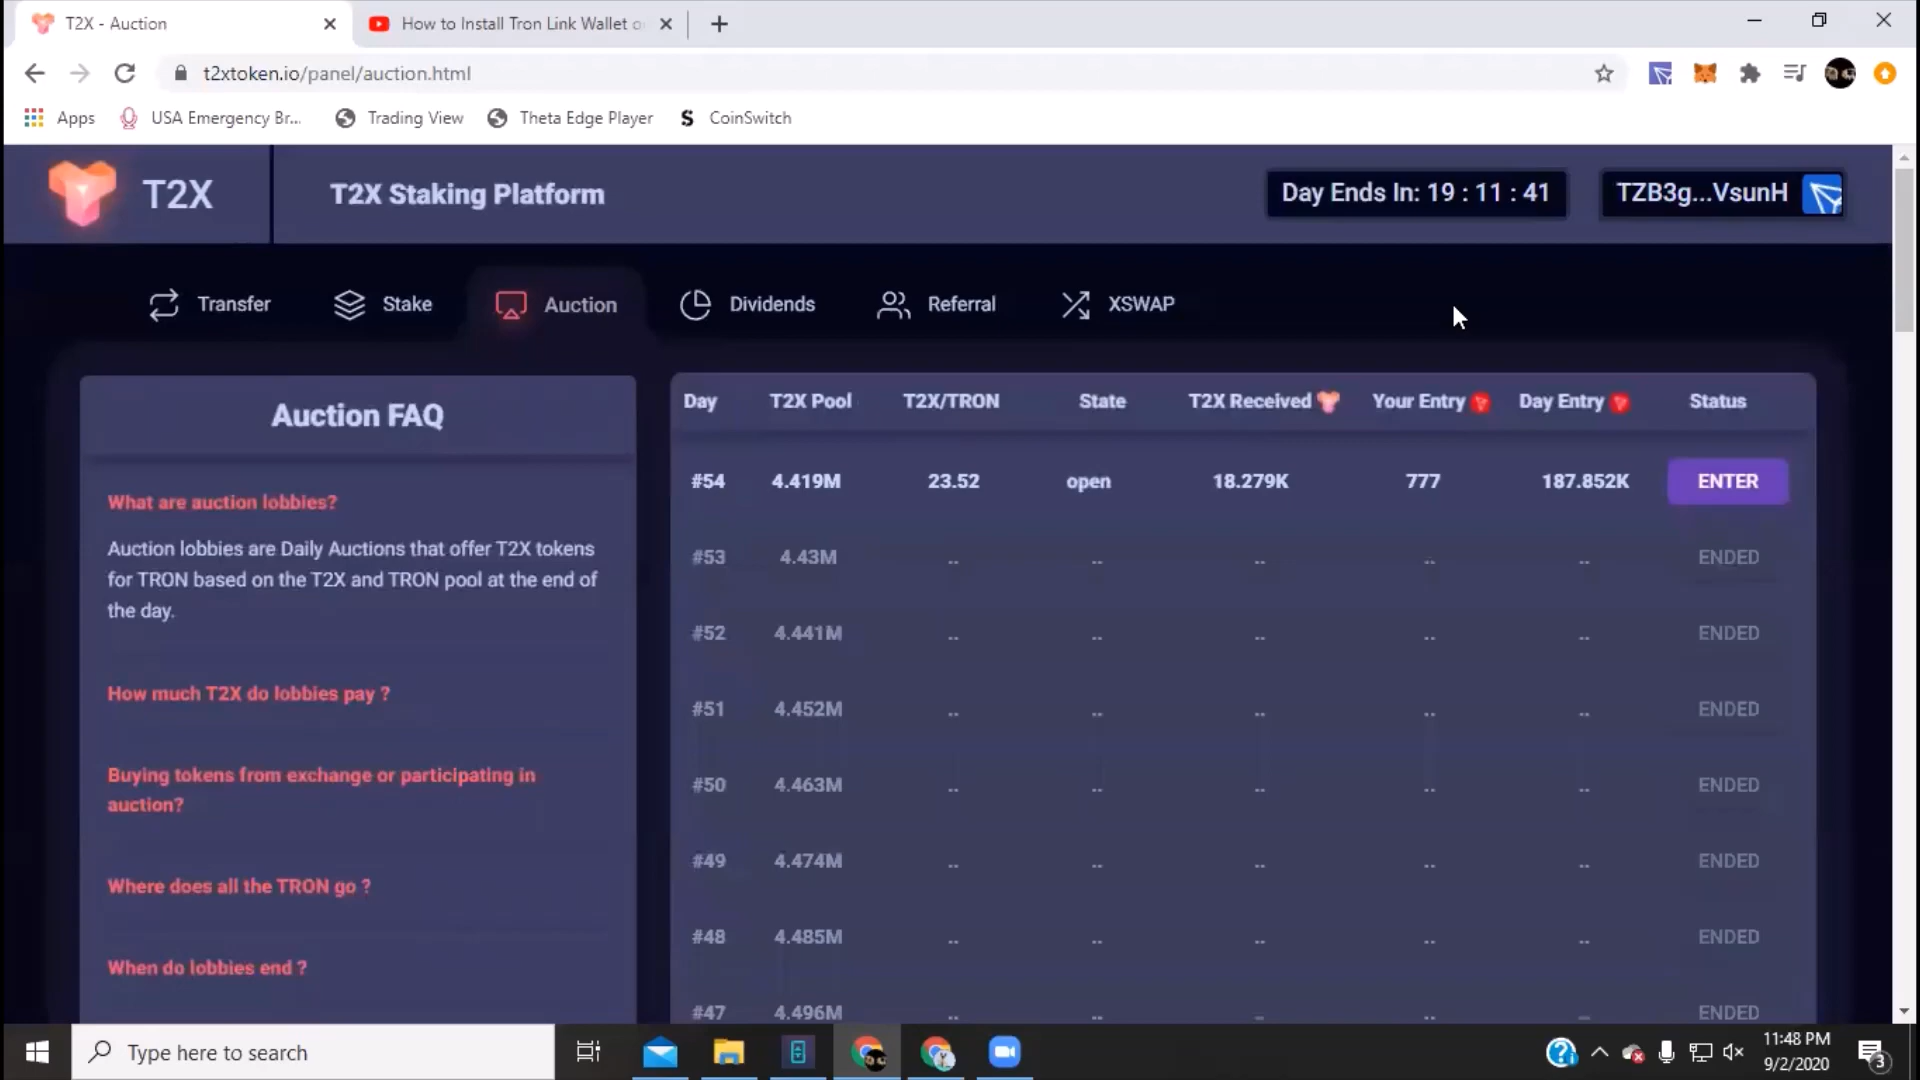 T2X - Auction
How to Install Tron Link Wallet o
t2xtoken.io/panel/auction.html
Apps USA Emergency Br... Trading View Theta Edge Player CoinSwitch
T2X
T2X Staking Platform
Day Ends In: 19 : 11 : 41
TZB3g...VsunH
Transfer Stake Auction Dividends Referral XSWAP
Auction FAQ
What are auction lobbies?
Auction lobbies are Daily Auctions that offer T2X tokens
for TRON based on the T2X and TRON pool at the end of
the day.
How much T2X do lobbies pay ?
Buying tokens from exchange or participating in
auction?
Where does all the TRON go ?
When do lobbies end ?
Day T2X Pool T2X/TRON State T2X Received Your Entry Day Entry Status
#54 4.419M 23.52 open 18.279K 777 187.852K ENTER
#53 4.43M .. .. .. .. .. ENDED
#52 4.441M .. .. .. .. .. ENDED
#51 4.452M .. .. .. .. .. ENDED
#50 4.463M .. .. .. .. .. ENDED
#49 4.474M .. .. .. .. .. ENDED
#48 4.485M .. .. .. .. .. ENDED
#47 4.496M .. .. .. .. .. ENDED
Type here to search
11:48 PM
9/2/2020
3